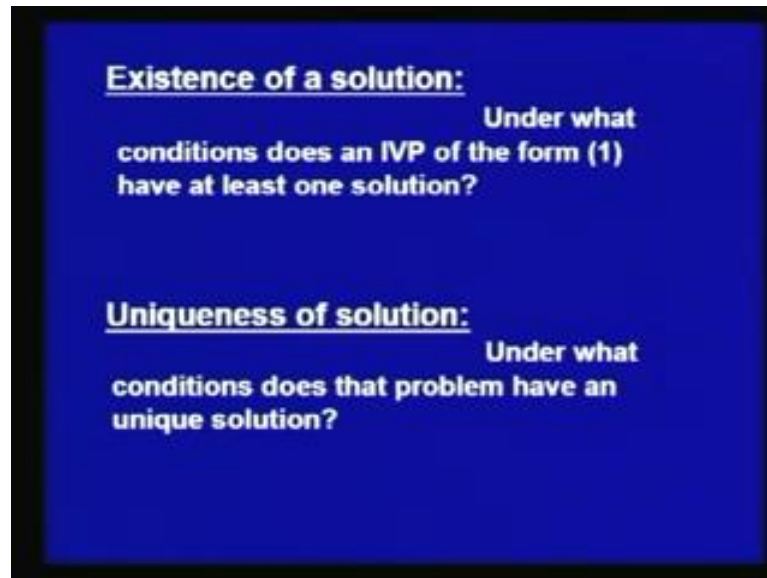 Existence of a solution:
Under what
conditions does an IVP of the form (1)
have at least one solution?
Uniqueness of solution:
Under what
conditions does that problem have an
unique solution?